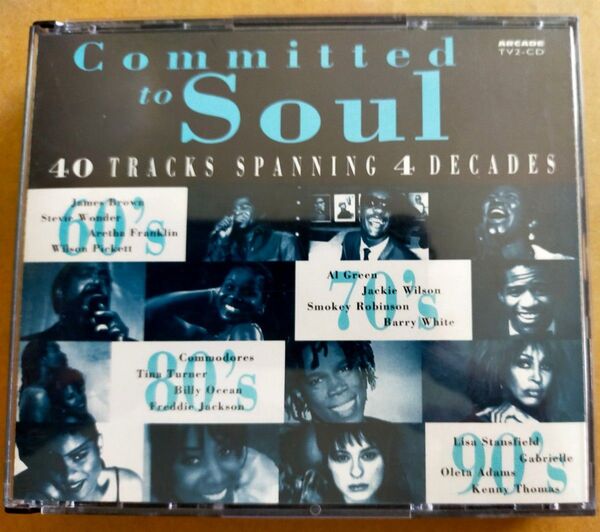 Committed
to Soul
ARCADE
TV2-CD
40 TRACKS SPANNING 4 DECADES
60's
James Brown
Stevie Wonder
Aretha Franklin
Wilson Pickett
70's
Al Green
Jackie Wilson
Smokey Robinson
Barry White
80's
Commodores
Tina Turner
Billy Ocean
Freddie Jackson
90's
Lisa Stansfield
Gabrielle
Oleta Adams
Kenny Thomas